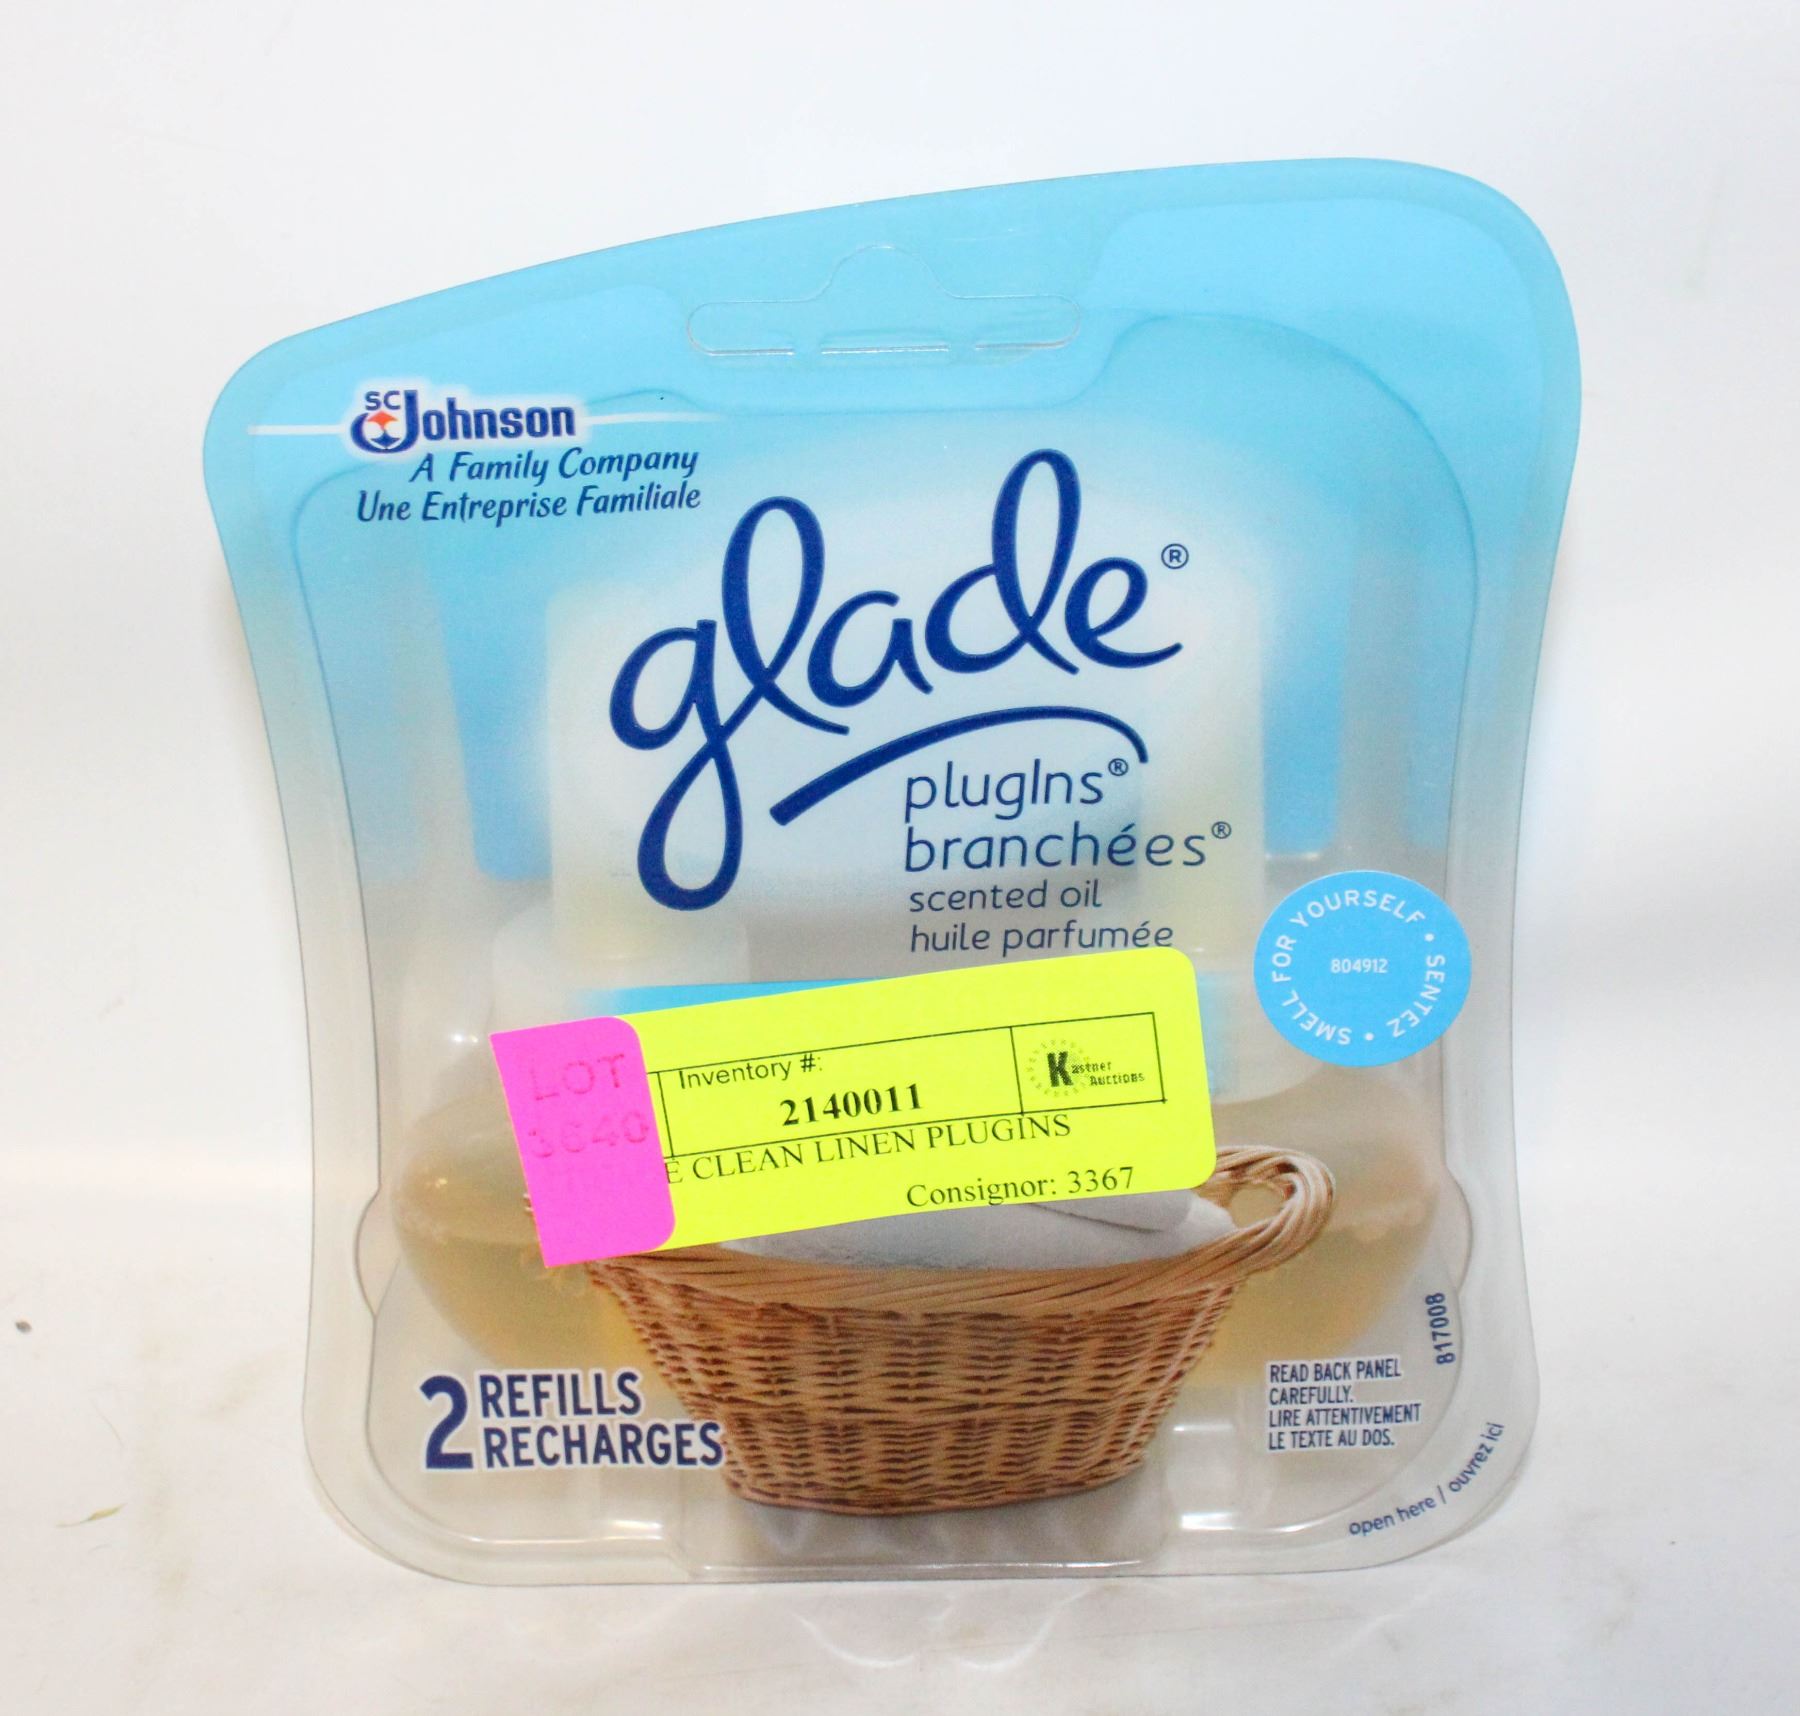 SC Johnson
A Family Company
Une Entreprise Familiale
glade®
plugIns®
branchées®
scented oil
huile parfumée
SMELL FOR YOURSELF • SENTEZ •
804912
LOT
3640
Inventory #:
2140011
Kastner
Auctions
E CLEAN LINEN PLUGINS
Consignor: 3367
2 REFILLS
RECHARGES
817008
READ BACK PANEL
CAREFULLY.
LIRE ATTENTIVEMENT
LE TEXTE AU DOS.
open here / ouvrez ici